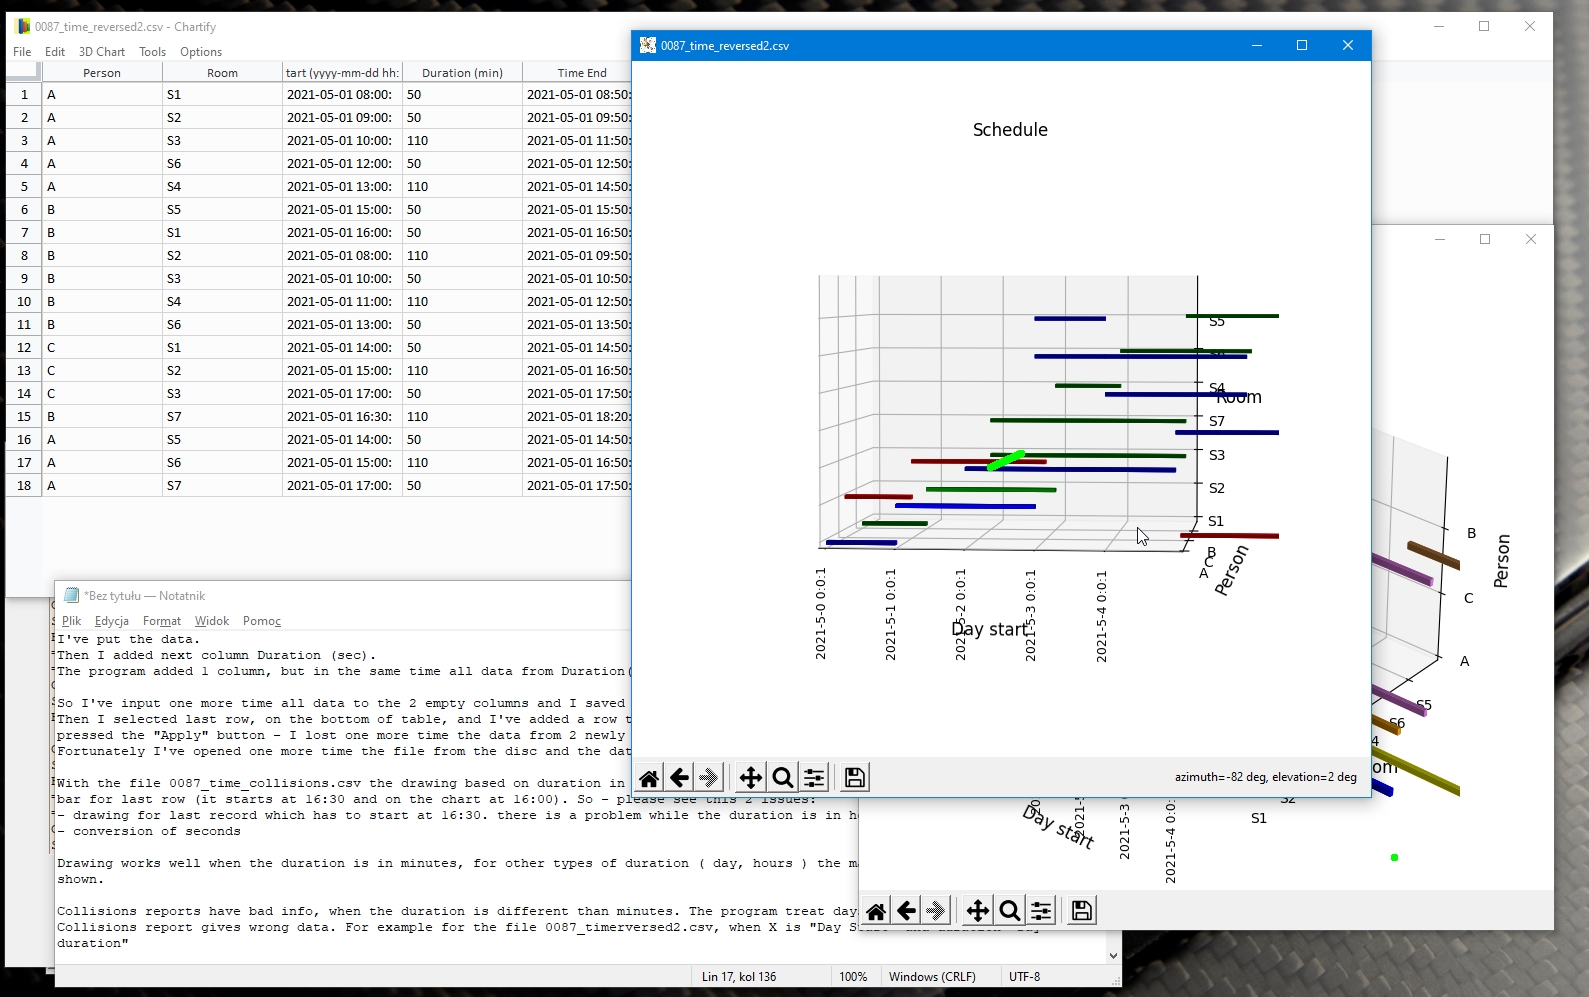 0087_time_reversed2.csv - Chartify
File Edit 3D Chart Tools Options
Person Room tart (yyyy-mm-dd hh: Duration (min) Time End
1 A S1 2021-05-01 08:00: 50 2021-05-01 08:50:
2 A S2 2021-05-01 09:00: 50 2021-05-01 09:50:
3 A S3 2021-05-01 10:00: 110 2021-05-01 11:50:
4 A S6 2021-05-01 12:00: 50 2021-05-01 12:50:
5 A S4 2021-05-01 13:00: 110 2021-05-01 14:50:
6 B S5 2021-05-01 15:00: 50 2021-05-01 15:50:
7 B S1 2021-05-01 16:00: 50 2021-05-01 16:50:
8 B S2 2021-05-01 08:00: 110 2021-05-01 09:50:
9 B S3 2021-05-01 10:00: 50 2021-05-01 10:50:
10 B S4 2021-05-01 11:00: 110 2021-05-01 12:50:
11 B S6 2021-05-01 13:00: 50 2021-05-01 13:50:
12 C S1 2021-05-01 14:00: 50 2021-05-01 14:50:
13 C S2 2021-05-01 15:00: 110 2021-05-01 16:50:
14 C S3 2021-05-01 17:00: 50 2021-05-01 17:50:
15 B S7 2021-05-01 16:30: 110 2021-05-01 18:20:
16 A S5 2021-05-01 14:00: 50 2021-05-01 14:50:
17 A S6 2021-05-01 15:00: 110 2021-05-01 16:50:
18 A S7 2021-05-01 17:00: 50 2021-05-01 17:50:
0087_time_reversed2.csv
Schedule
S5
S4
Room
S7
S3
S2
S1
B
C
A
Person
2021-5-0 0:0:1
2021-5-1 0:0:1
2021-5-2 0:0:1
2021-5-3 0:0:1
2021-5-4 0:0:1
Day start
azimuth=-82 deg, elevation=2 deg
B
C
A
Person
S5
S6
4
om
S2
S1
2021-5-3 0
2021-5-4 0:0:
Day start
*Bez tytułu — Notatnik
Plik Edycja Format Widok Pomoc
I've put the data.
Then I added next column Duration (sec).
The program added 1 column, but in the same time all data from Duration(
So I've input one more time all data to the 2 empty columns and I saved
Then I selected last row, on the bottom of table, and I've added a row t
pressed the "Apply" button - I lost one more time the data from 2 newly
Fortunately I've opened one more time the file from the disc and the dat
With the file 0087_time_collisions.csv the drawing based on duration in
bar for last row (it starts at 16:30 and on the chart at 16:00). So - please see this 2 issues:
- drawing for last record which has to start at 16:30. there is a problem while the duration is in h
- conversion of seconds
Drawing works well when the duration is in minutes, for other types of duration ( day, hours ) the ma
shown.
Collisions reports have bad info, when the duration is different than minutes. The program treat day
Collisions report gives wrong data. For example for the file 0087_timerversed2.csv, when X is "Day
duration"
Lin 17, kol 136 100% Windows (CRLF) UTF-8